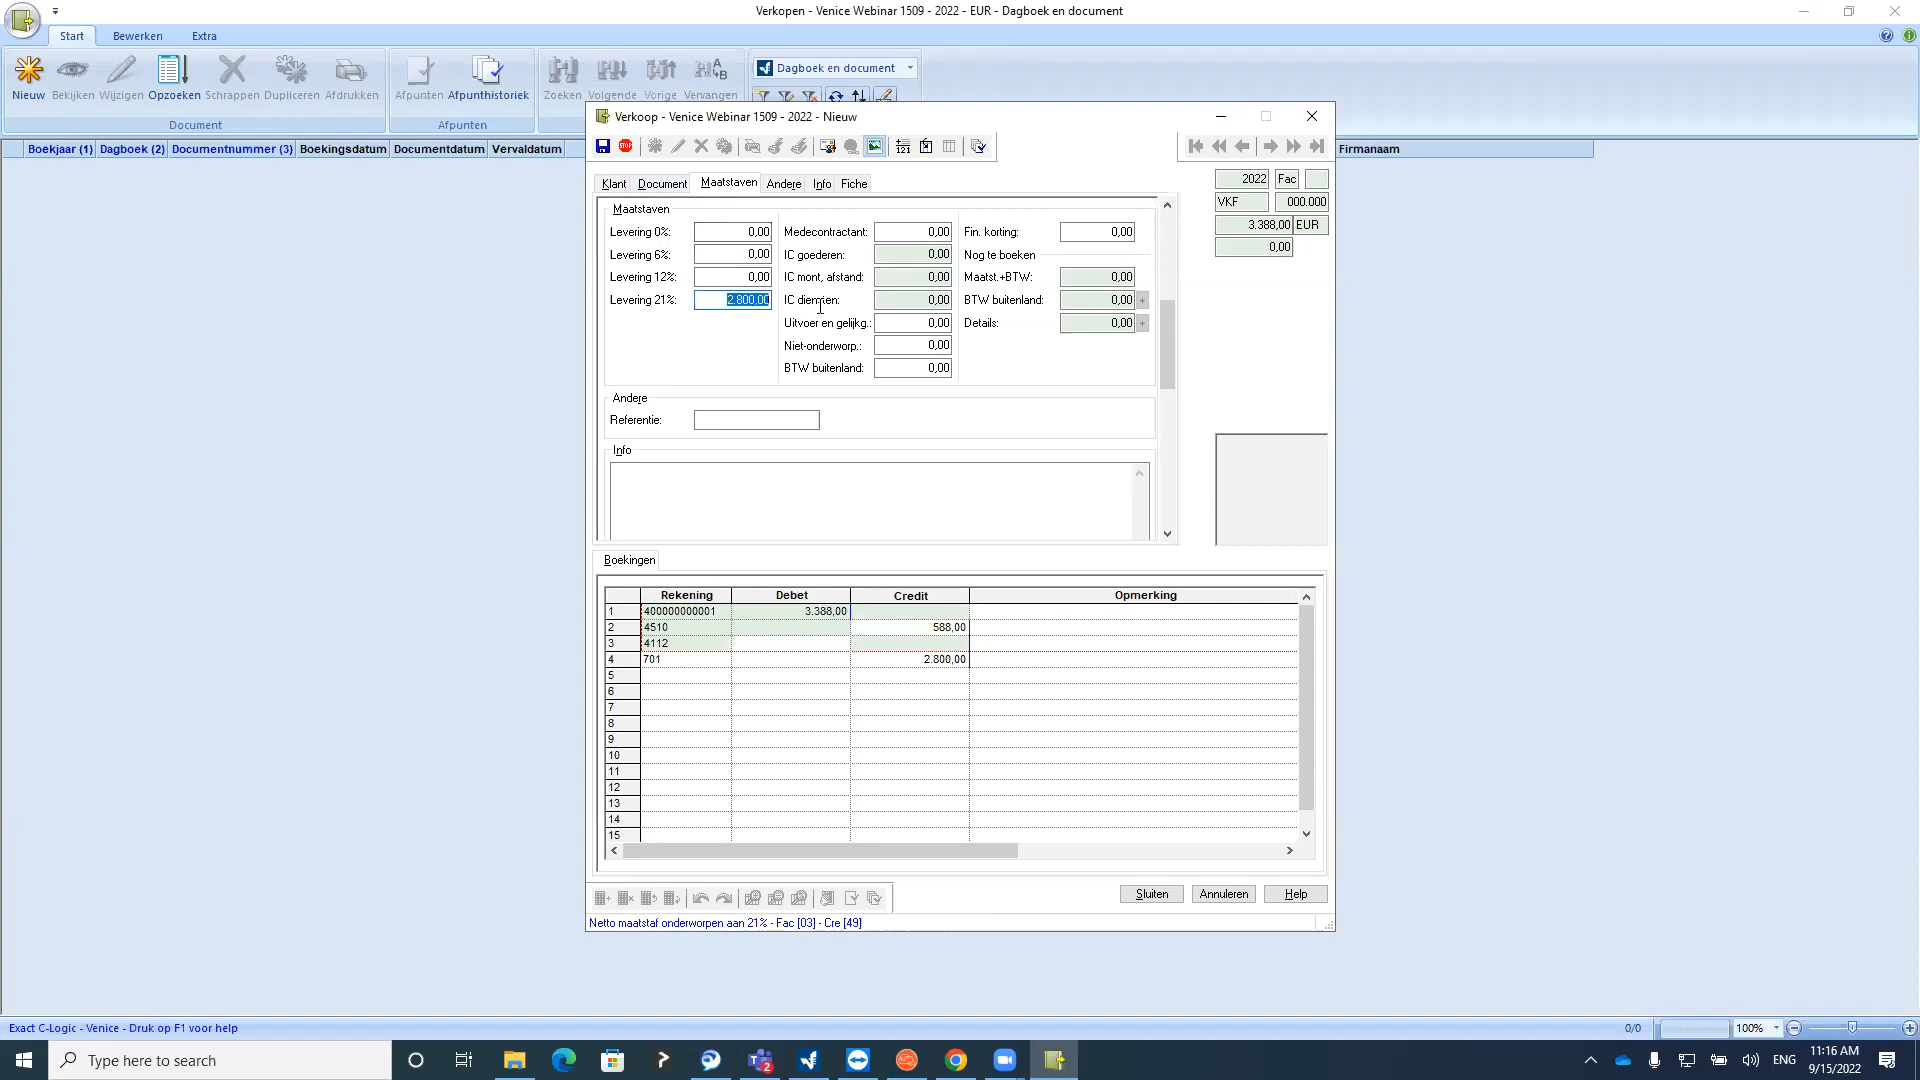 Verkopen - Venice Webinar 1509 - 2022 - EUR - Dagboek en document
Start Bewerken Extra
Nieuw Bekijken Wijzigen Opzoeken Schrappen Dupliceren Afdrukken Afpunten Afpunthistoriek Zoeken Volgende Vorige Vervangen Dagboek en document
Document Afpunten
Boekjaar (1) Dagboek (2) Documentnummer (3) Boekingsdatum Documentdatum Vervaldatum Firmanaam
Verkoop - Venice Webinar 1509 - 2022 - Nieuw
STOP 121
Klant Document Maatstaven Andere Info Fiche
2022 Fac
VKF 000.000
3.388,00 EUR
0,00
Maatstaven
Levering 0%: 0,00 Medecontractant: 0,00 Fin. korting: 0,00
Levering 6%: 0,00 IC goederen: 0,00 Nog te boeken
Levering 12%: 0,00 IC mont, afstand: 0,00 Maatst.+BTW: 0,00
Levering 21%: 2.800,00 IC diensten: 0,00 BTW buitenland: 0,00 +
Uitvoer en gelijkg.: 0,00 Details: 0,00 +
Niet-onderworp.: 0,00
BTW buitenland: 0,00
Andere
Referentie:
Info
Boekingen
Rekening Debet Credit Opmerking
1 400000000001 3.388,00
2 4510 588,00
3 4112
4 701 2.800,00
5
6
7
8
9
10
11
12
13
14
15
Sluiten Annuleren Help
Netto maatstaf onderworpen aan 21% - Fac [03] - Cre [49]
Exact C-Logic - Venice - Druk op F1 voor help 0/0 100%
Type here to search ENG 11:16 AM
9/15/2022